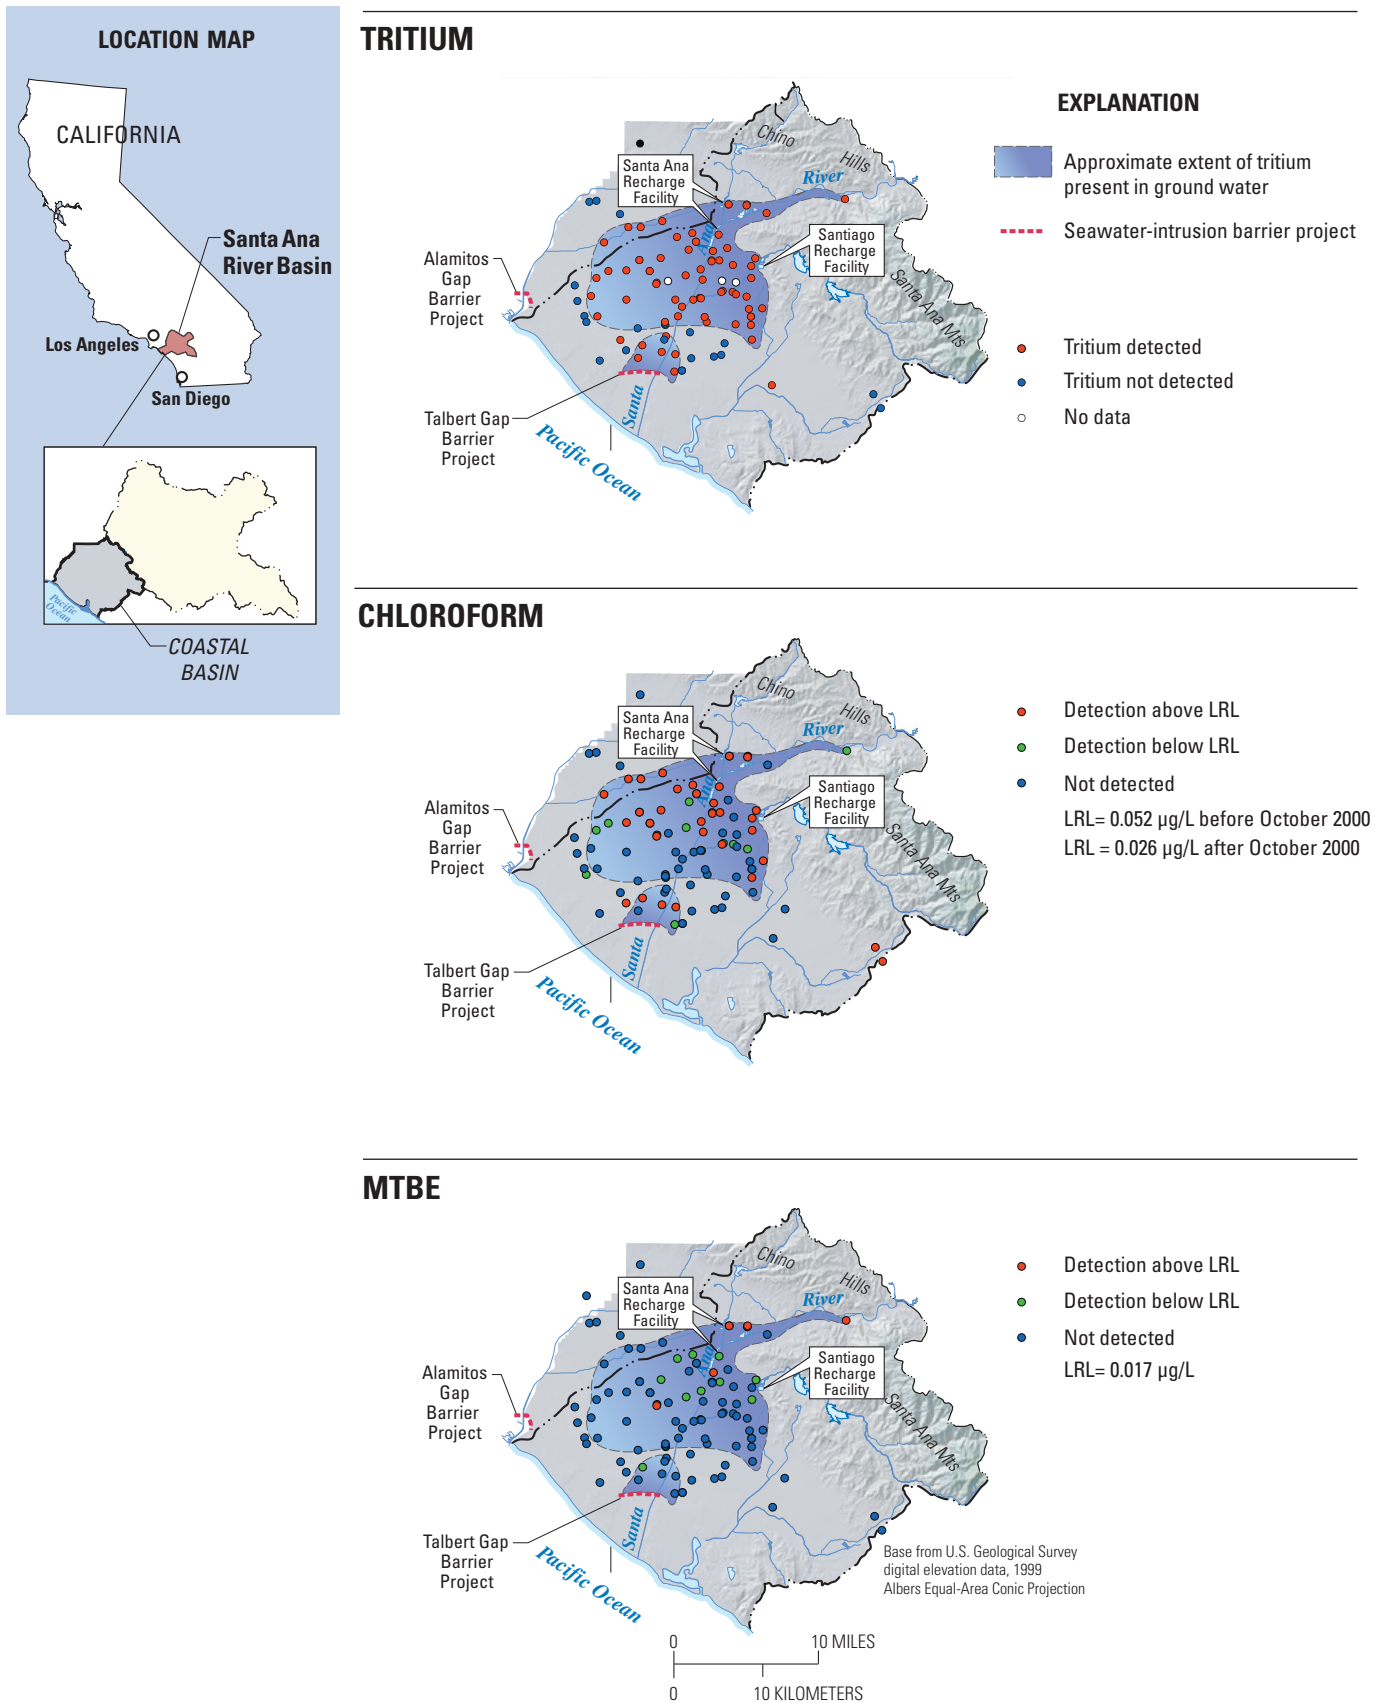 LOCATION MAP
CALIFORNIA
Santa Ana
River Basin
Los Angeles
San Diego
Pacific
Ocean
COASTAL
BASIN
TRITIUM
EXPLANATION
Approximate extent of tritium
present in ground water
Seawater-intrusion barrier project
Tritium detected
Tritium not detected
No data
Chino
Hills
Santa Ana
Recharge
Facility
River
Ana
Santiago
Recharge
Facility
Santa Ana Mts
Alamitos
Gap
Barrier
Project
Talbert Gap
Barrier
Project
Santa
Pacific Ocean
CHLOROFORM
Detection above LRL
Detection below LRL
Not detected
LRL= 0.052 µg/L before October 2000
LRL = 0.026 µg/L after October 2000
Chino
Hills
Santa Ana
Recharge
Facility
River
Ana
Santiago
Recharge
Facility
Santa Ana Mts
Alamitos
Gap
Barrier
Project
Talbert Gap
Barrier
Project
Santa
Pacific Ocean
MTBE
Detection above LRL
Detection below LRL
Not detected
LRL= 0.017 µg/L
Chino
Hills
Santa Ana
Recharge
Facility
River
Ana
Santiago
Recharge
Facility
Santa Ana Mts
Alamitos
Gap
Barrier
Project
Talbert Gap
Barrier
Project
Santa
Pacific Ocean
Base from U.S. Geological Survey
digital elevation data, 1999
Albers Equal-Area Conic Projection
0 10 MILES
0 10 KILOMETERS